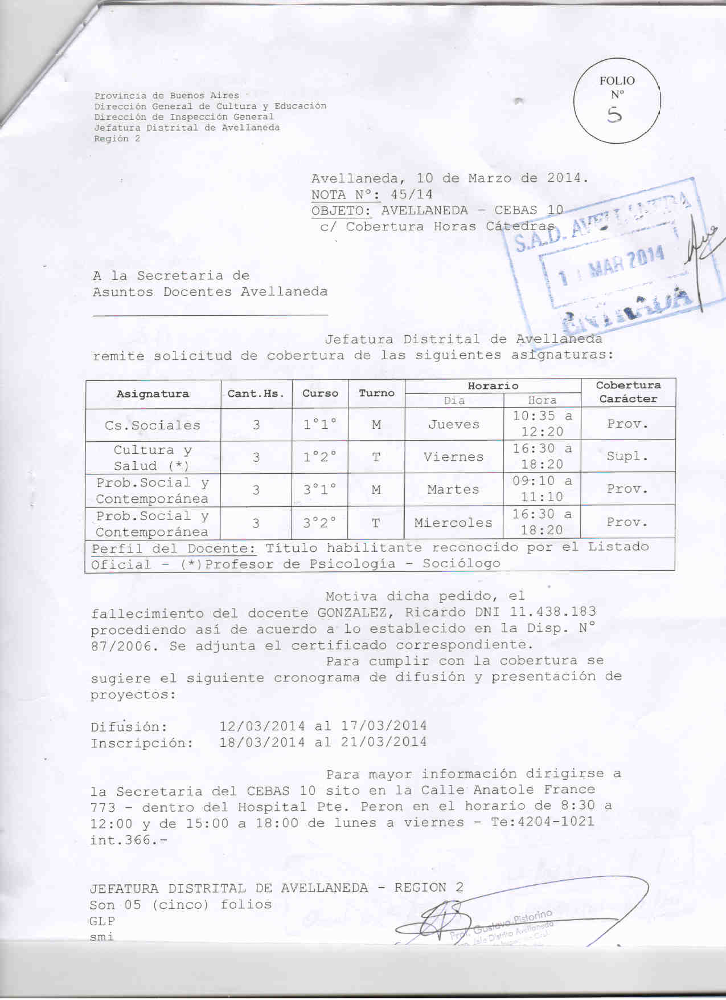 FOLIO
Nº
5
Provincia de Buenos Aires
Dirección General de Cultura y Educación
Dirección de Inspección General
Jefatura Distrital de Avellaneda
Región 2
Avellaneda, 10 de Marzo de 2014.
NOTA N°: 45/14
OBJETO: AVELLANEDA - CEBAS 10
c/ Cobertura Horas Cátedras
S.A.D. AVELLANEDA
MAR 2014
ENTRADA
A la Secretaria de
Asuntos Docentes Avellaneda
Jefatura Distrital de Avellaneda
remite solicitud de cobertura de las siguientes asignaturas:
Asignatura Cant.Hs. Curso Turno Horario Cobertura Carácter
Dia Hora
Cs.Sociales 3 1°1° M Jueves 10:35 a 12:20 Prov.
Cultura y Salud (*) 3 1°2° T Viernes 16:30 a 18:20 Supl.
Prob.Social y Contemporánea 3 3°1° M Martes 09:10 a 11:10 Prov.
Prob.Social y Contemporánea 3 3°2° T Miercoles 16:30 a 18:20 Prov.
Perfil del Docente: Título habilitante reconocido por el Listado
Oficial - (*)Profesor de Psicología - Sociólogo
Motiva dicha pedido, el
fallecimiento del docente GONZALEZ, Ricardo DNI 11.438.183
procediendo así de acuerdo a lo establecido en la Disp. N°
87/2006. Se adjunta el certificado correspondiente.
Para cumplir con la cobertura se
sugiere el siguiente cronograma de difusión y presentación de
proyectos:
Difusión: 12/03/2014 al 17/03/2014
Inscripción: 18/03/2014 al 21/03/2014
Para mayor información dirigirse a
la Secretaria del CEBAS 10 sito en la Calle Anatole France
773 - dentro del Hospital Pte. Peron en el horario de 8:30 a
12:00 y de 15:00 a 18:00 de lunes a viernes - Te:4204-1021
int.366.-
JEFATURA DISTRITAL DE AVELLANEDA - REGION 2
Son 05 (cinco) folios
GLP
smi
Prof. Gustavo Pistorino
Jefe Distrito Avellaneda